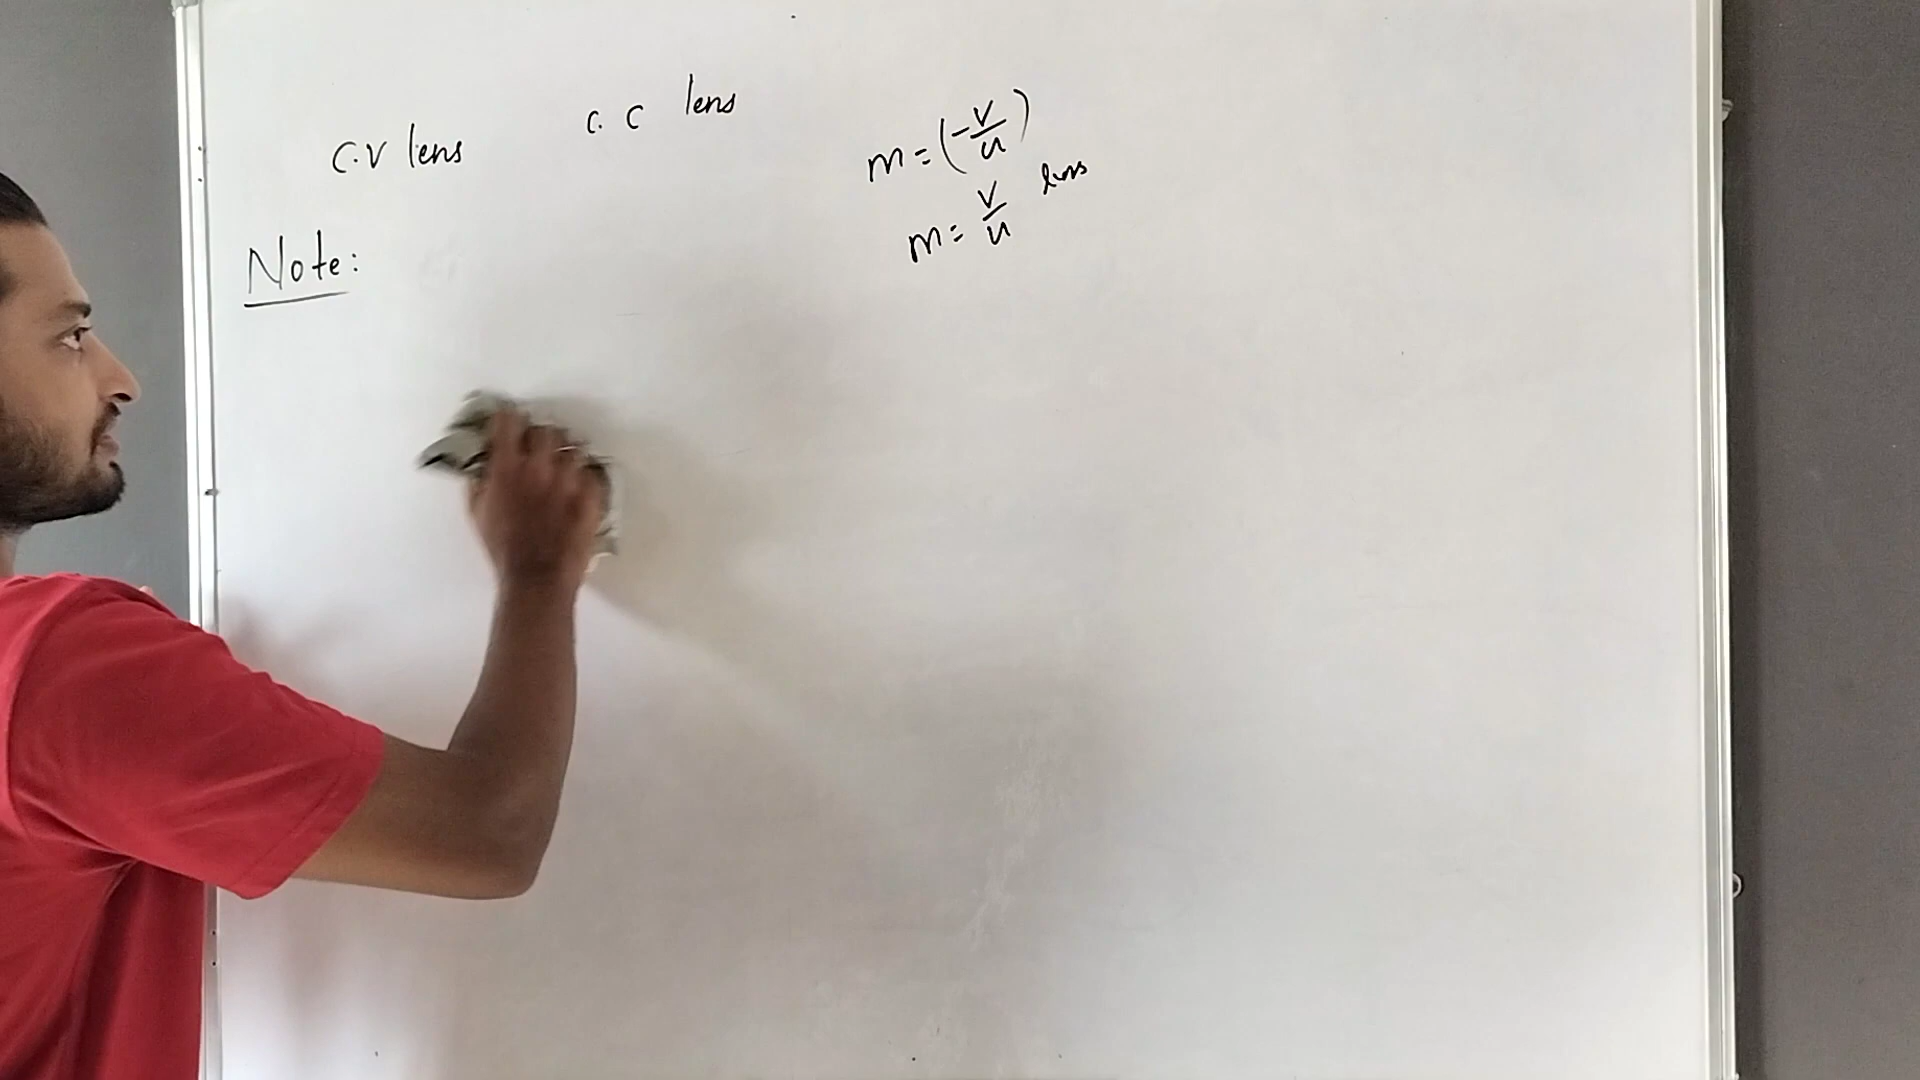 C.V lens
C. C lens
m = (-v/u)
m = v/u lens
Note: